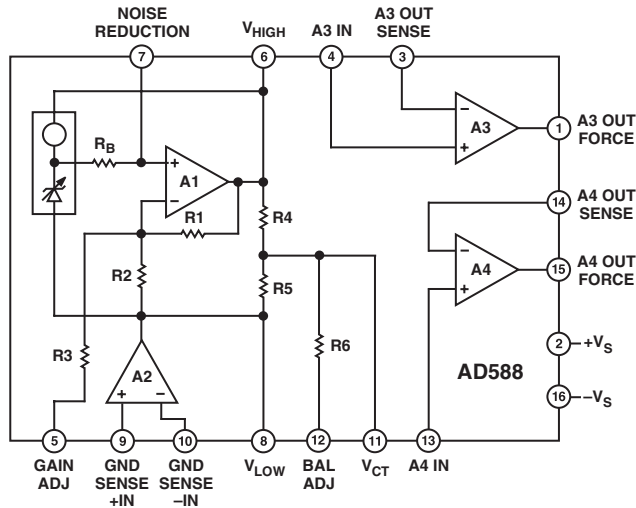 NOISE
REDUCTION
VHIGH
A3 IN
A3 OUT
SENSE
7
6
4
3
RB
A1
+
–
R1
R4
R2
R5
R3
R6
A2
+
–
A3
–
+
1
A3 OUT
FORCE
14
A4 OUT
SENSE
A4
–
+
15
A4 OUT
FORCE
2
+VS
AD588
16
–VS
5
9
10
8
12
11
13
GAIN
ADJ
GND
SENSE
+IN
GND
SENSE
–IN
VLOW
BAL
ADJ
VCT
A4 IN